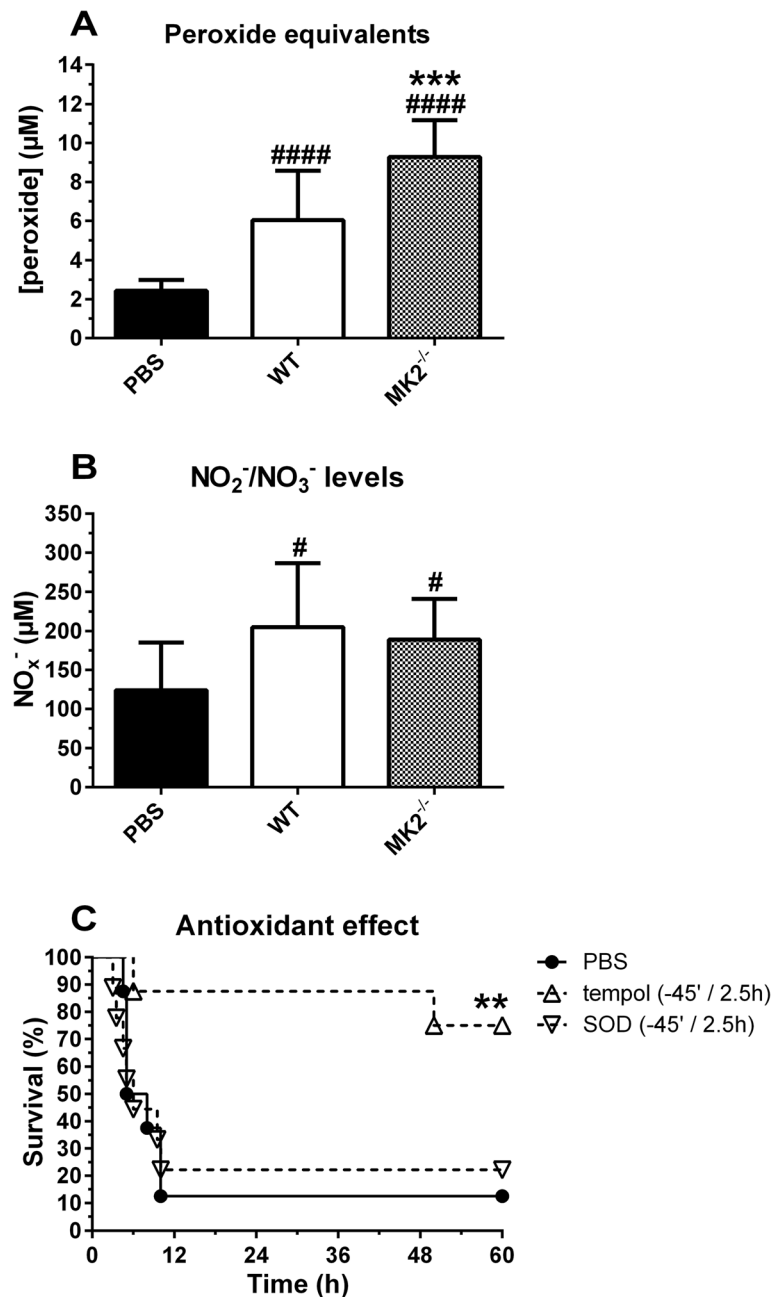 A
Peroxide equivalents
[peroxide] (µM)
14
12
10
8
6
4
2
0
####
***
####
PBS
WT
MK2⁻/⁻
B
NO₂⁻/NO₃⁻ levels
NOₓ⁻ (µM)
350
300
250
200
150
100
50
0
#
#
PBS
WT
MK2⁻/⁻
C
Antioxidant effect
Survival (%)
100
90
80
70
60
50
40
30
20
10
0
**
0 12 24 36 48 60
Time (h)
PBS
tempol (-45' / 2.5h)
SOD (-45' / 2.5h)